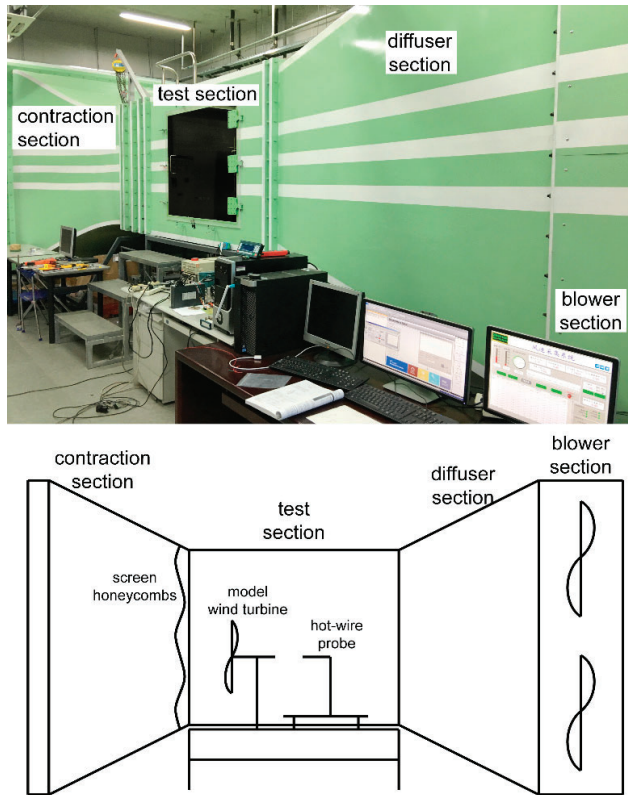 diffuser
section
test section
contraction
section
blower
section
contraction
section
test
section
diffuser
section
blower
section
screen
honeycombs
model
wind turbine
hot-wire
probe